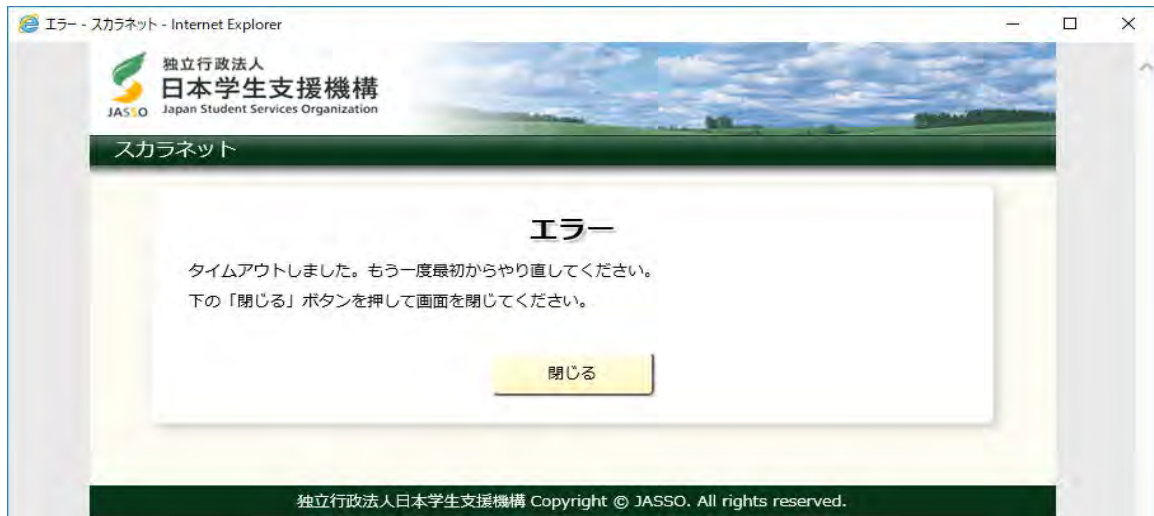 エラー - スカラネット - Internet Explorer
独立行政法人
日本学生支援機構
JASSO Japan Student Services Organization
スカラネット
エラー
タイムアウトしました。もう一度最初からやり直してください。
下の「閉じる」ボタンを押して画面を閉じてください。
閉じる
独立行政法人日本学生支援機構 Copyright © JASSO. All rights reserved.